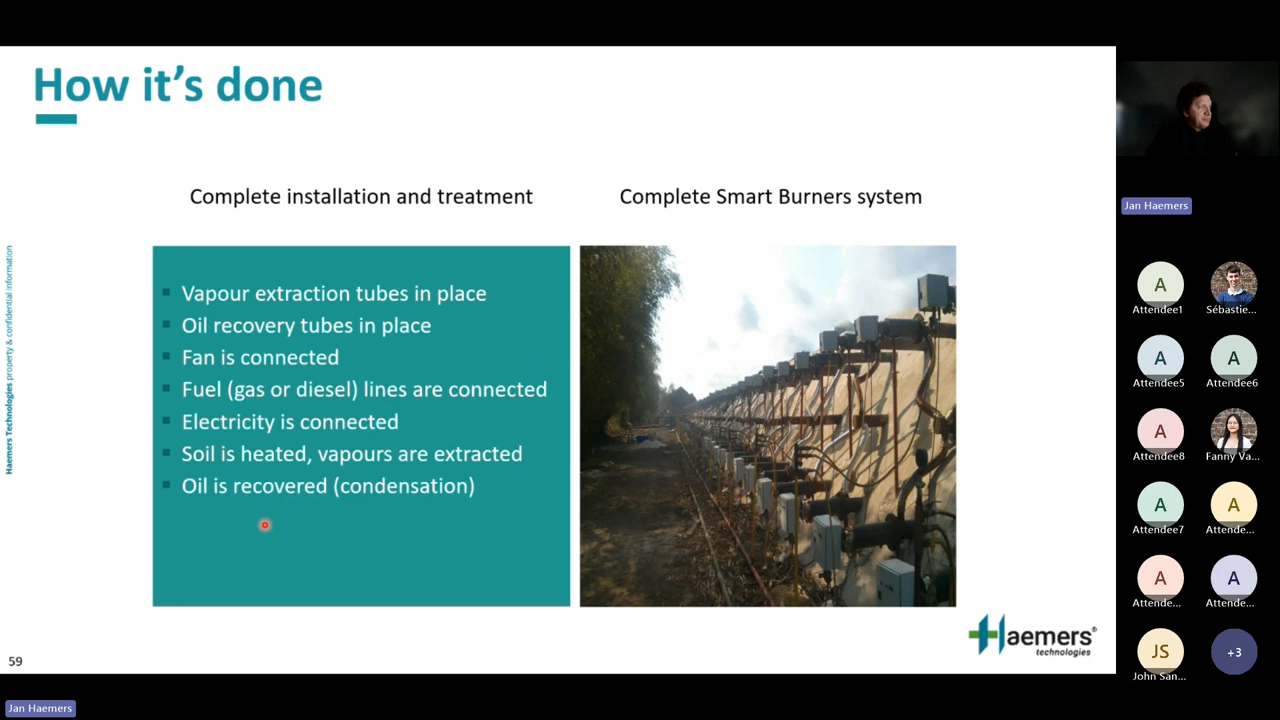 How it's done
Complete installation and treatment
Complete Smart Burners system
Vapour extraction tubes in place
Oil recovery tubes in place
Fan is connected
Fuel (gas or diesel) lines are connected
Electricity is connected
Soil is heated, vapours are extracted
Oil is recovered (condensation)
Haemers Technologies property & confidential information
Haemers®
technologies
59
Jan Haemers
Jan Haemers
A
Attendee1
Sébastie...
A
Attendee5
A
Attendee6
A
Attendee8
Fanny Va...
A
Attendee7
A
Attende...
A
Attende...
A
Attende...
JS
John San...
+3